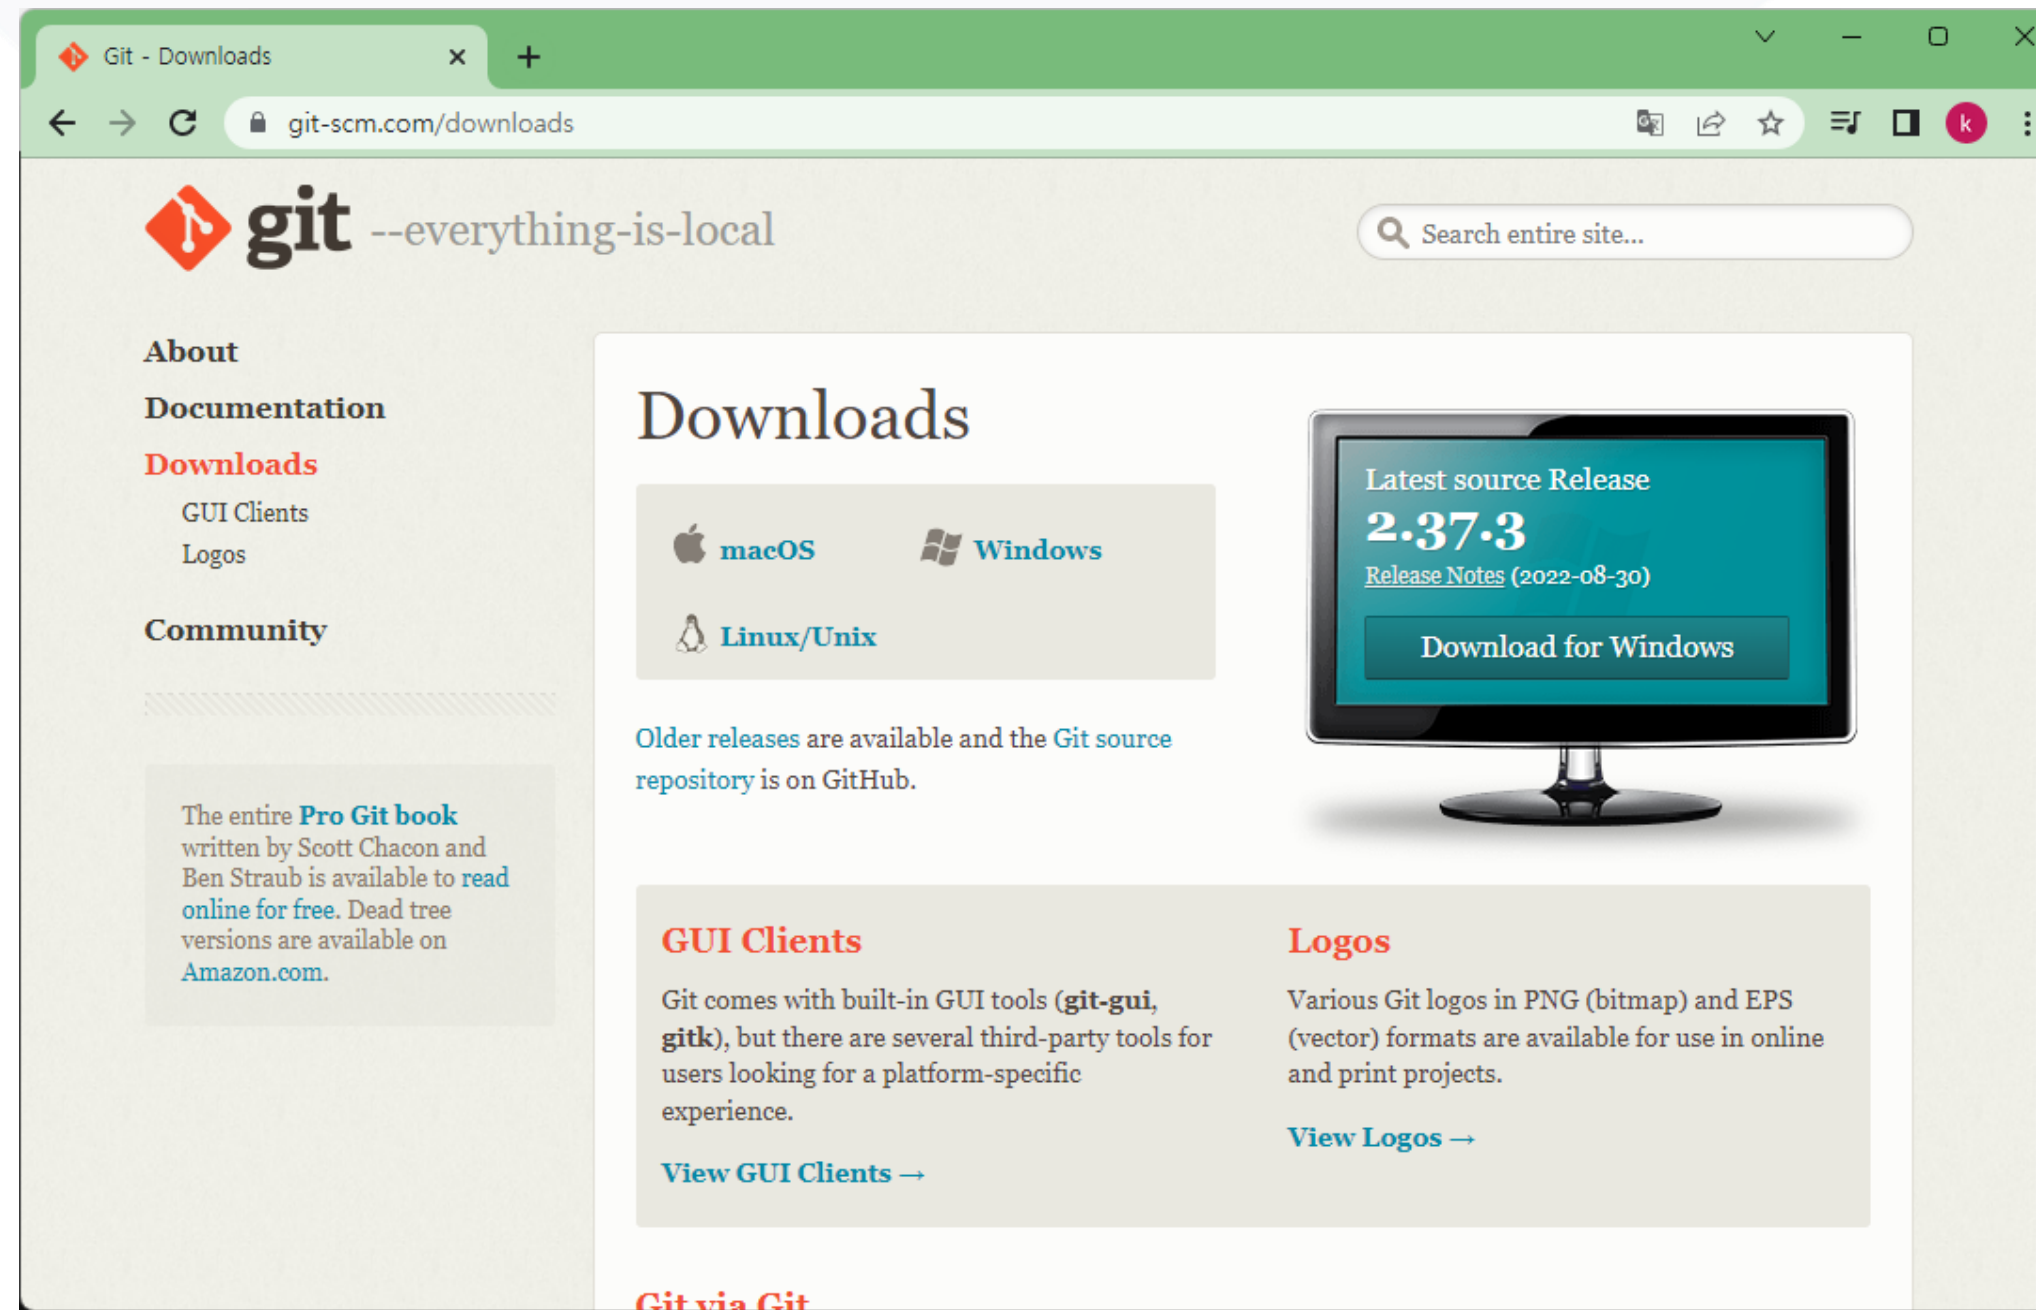 Git - Downloads
git-scm.com/downloads
k
git --everything-is-local
Search entire site...
About
Documentation
Downloads
GUI Clients
Logos
Community
The entire Pro Git book
written by Scott Chacon and
Ben Straub is available to read
online for free. Dead tree
versions are available on
Amazon.com.
Downloads
macOS
Windows
Linux/Unix
Older releases are available and the Git source
repository is on GitHub.
Latest source Release
2.37.3
Release Notes (2022-08-30)
Download for Windows
GUI Clients
Git comes with built-in GUI tools (git-gui,
gitk), but there are several third-party tools for
users looking for a platform-specific
experience.
View GUI Clients →
Logos
Various Git logos in PNG (bitmap) and EPS
(vector) formats are available for use in online
and print projects.
View Logos →
Git via Git